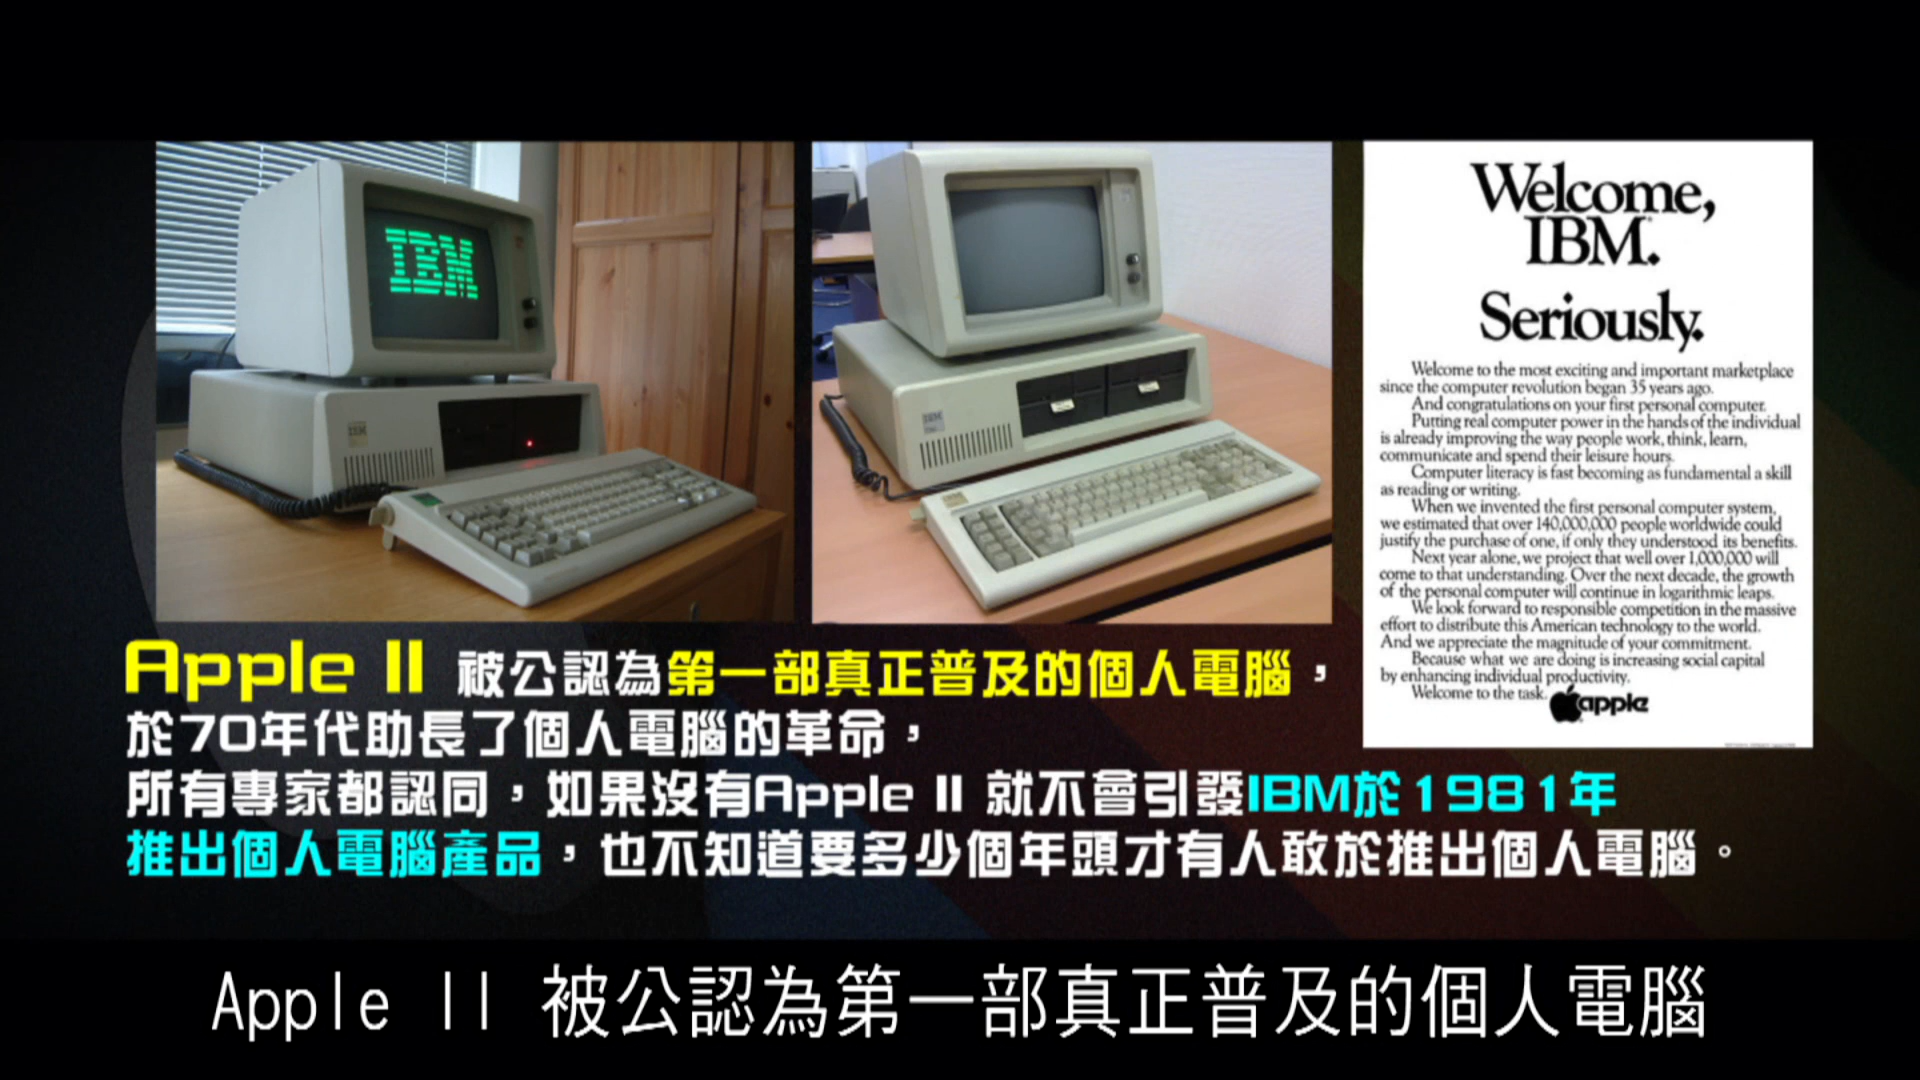 IBM
IBM
IBM
Welcome,
IBM.
Seriously.
Welcome to the most exciting and important marketplace
since the computer revolution began 35 years ago.
And congratulations on your first personal computer.
Putting real computer power in the hands of the individual
is already improving the way people work, think, learn,
communicate and spend their leisure hours.
Computer literacy is fast becoming as fundamental a skill
as reading or writing.
When we invented the first personal computer system,
we estimated that over 140,000,000 people worldwide could
justify the purchase of one, if only they understood its benefits.
Next year alone, we project that well over 1,000,000 will
come to that understanding. Over the next decade, the growth
of the personal computer will continue in logarithmic leaps.
We look forward to responsible competition in the massive
effort to distribute this American technology to the world.
And we appreciate the magnitude of your commitment.
Because what we are doing is increasing social capital
by enhancing individual productivity.
Welcome to the task.
apple
Apple II 被公認為第一部真正普及的個人電腦，
於70年代助長了個人電腦的革命，
所有專家都認同，如果沒有Apple II 就不會引發IBM於1981年
推出個人電腦產品，也不知道要多少個年頭才有人敢於推出個人電腦。
Apple II 被公認為第一部真正普及的個人電腦